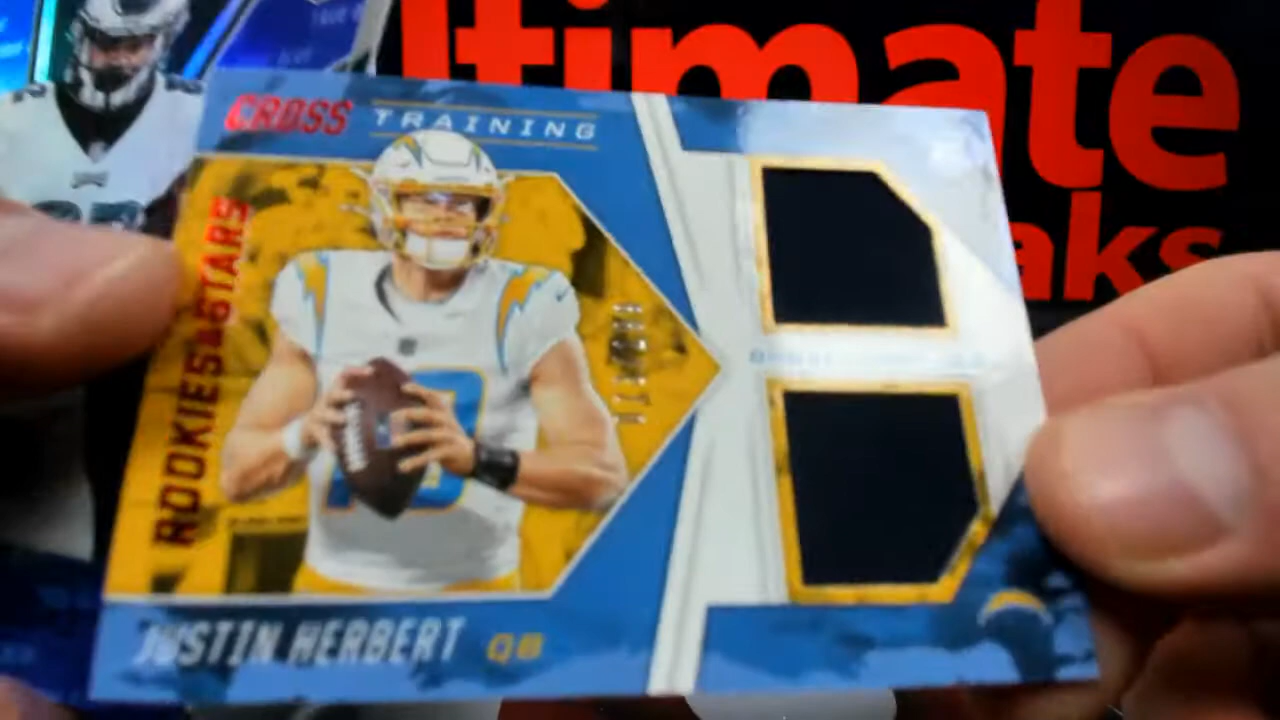 ltimate
aks
CROSS TRAINING
ROOKIES & STARS
JUSTIN HERBERT QB